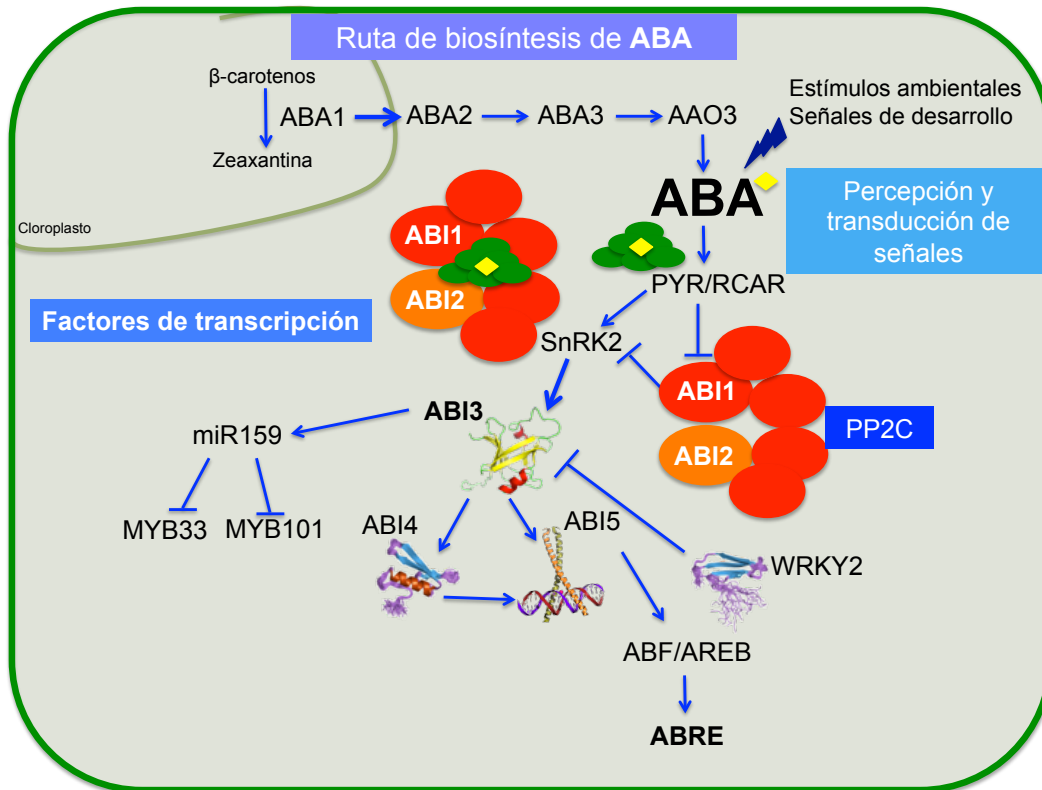 Ruta de biosíntesis de ABA
β-carotenos
ABA1
ABA2
ABA3
AAO3
Zeaxantina
Estímulos ambientales
Señales de desarrollo
Cloroplasto
ABA
Percepción y
transducción de
señales
ABI1
ABI2
PYR/RCAR
Factores de transcripción
SnRK2
ABI1
ABI2
PP2C
ABI3
miR159
MYB33
MYB101
ABI4
ABI5
WRKY2
ABF/AREB
ABRE